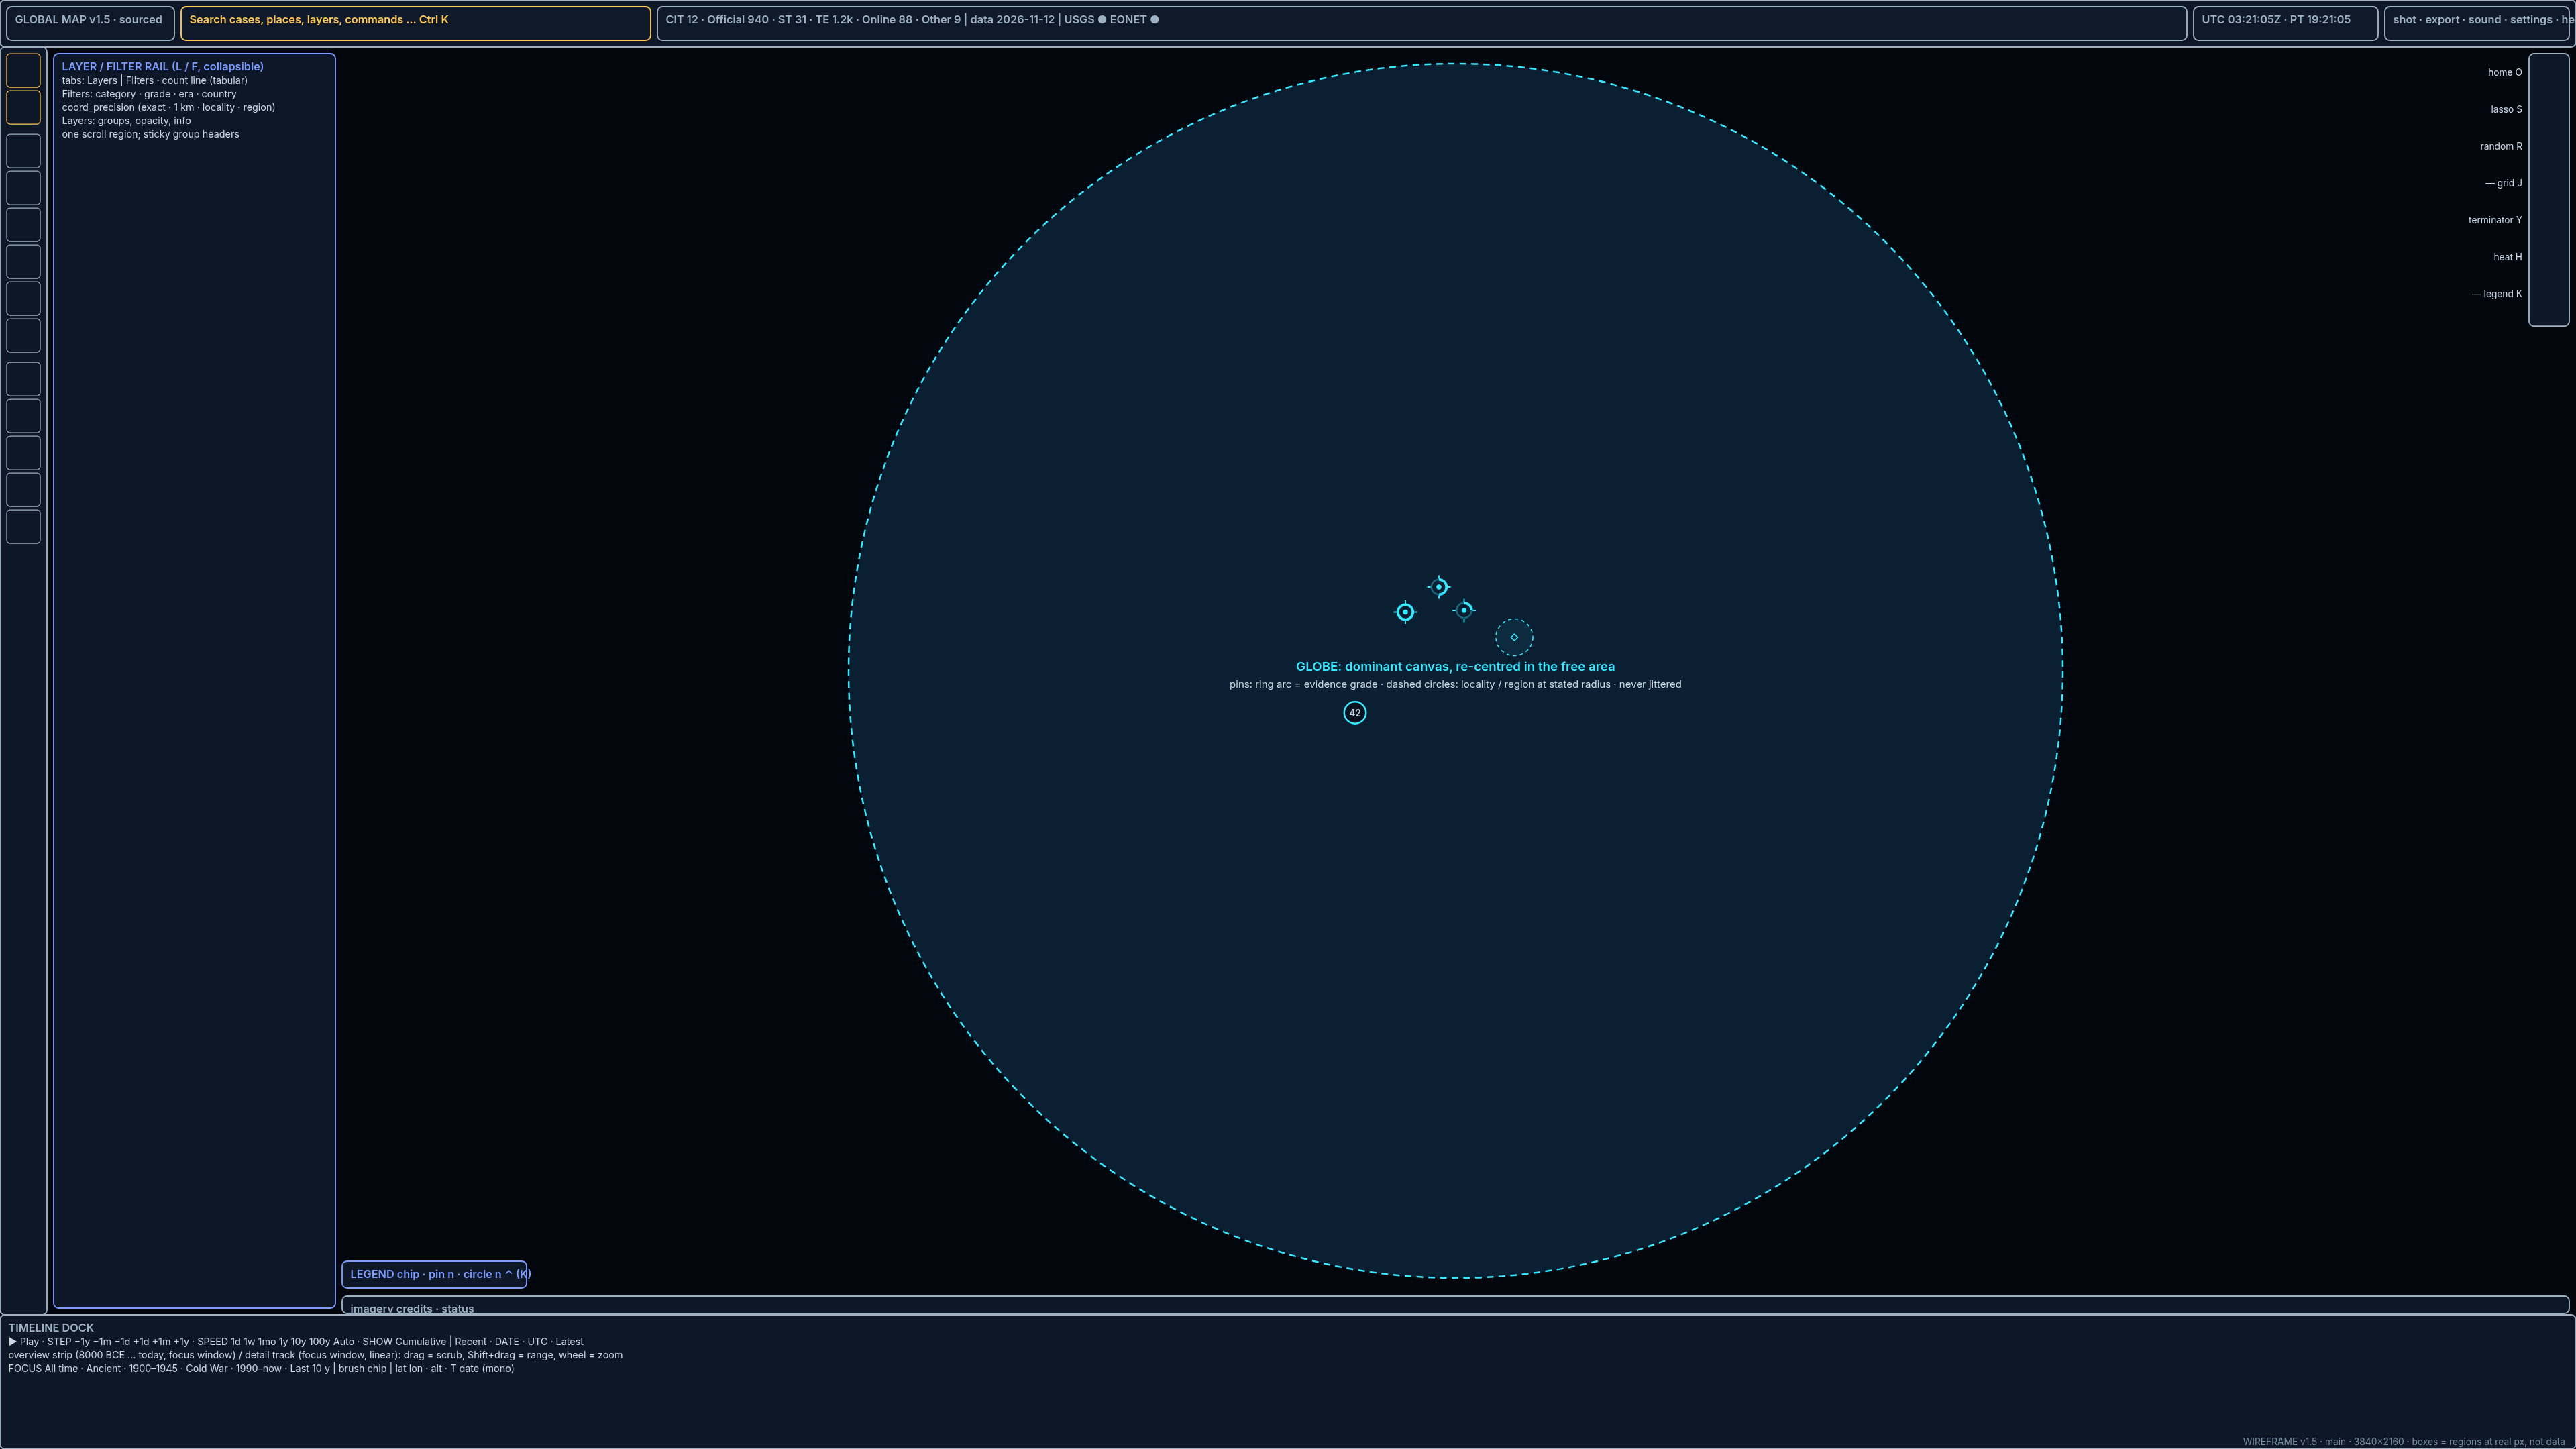 GLOBAL MAP v1.5 · sourced
Search cases, places, layers, commands … Ctrl K
CIT 12 · Official 940 · ST 31 · TE 1.2k · Online 88 · Other 9 | data 2026-11-12 | USGS ● EONET ●
UTC 03:21:05Z · PT 19:21:05
shot · export · sound · settings · he
LAYER / FILTER RAIL (L / F, collapsible)
tabs: Layers | Filters · count line (tabular)
Filters: category · grade · era · country
coord_precision (exact · 1 km · locality · region)
Layers: groups, opacity, info
one scroll region; sticky group headers
home O
lasso S
random R
— grid J
terminator Y
heat H
— legend K
GLOBE: dominant canvas, re-centred in the free area
pins: ring arc = evidence grade · dashed circles: locality / region at stated radius · never jittered
42
LEGEND chip · pin n · circle n ^ (K)
imagery credits · status
TIMELINE DOCK
▶ Play · STEP −1y −1m −1d +1d +1m +1y · SPEED 1d 1w 1mo 1y 10y 100y Auto · SHOW Cumulative | Recent · DATE · UTC · Latest
overview strip (8000 BCE … today, focus window) / detail track (focus window, linear): drag = scrub, Shift+drag = range, wheel = zoom
FOCUS All time · Ancient · 1900–1945 · Cold War · 1990–now · Last 10 y | brush chip | lat lon · alt · T date (mono)
WIREFRAME v1.5 · main · 3840×2160 · boxes = regions at real px, not data